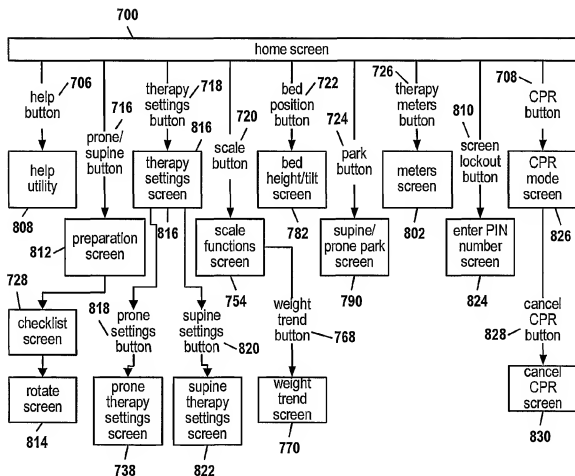 700
home screen
706
help
button
716
prone/
supine
button
718
therapy
settings
button
816
720
scale
button
722
bed
position
button
724
park
button
726
therapy
meters
button
810
screen
lockout
button
708
CPR
button
help
utility
808
therapy
settings
screen
816
bed
height/tilt
screen
782
meters
screen
802
CPR
mode
screen
826
812
preparation
screen
scale
functions
screen
754
supine/
prone park
screen
790
enter PIN
number
screen
824
728
checklist
screen
818
prone
settings
button
supine
settings
button
820
weight
trend
button
768
cancel
CPR
button
828
rotate
screen
814
prone
therapy
settings
screen
738
supine
therapy
settings
screen
822
weight
trend
screen
770
cancel
CPR
screen
830